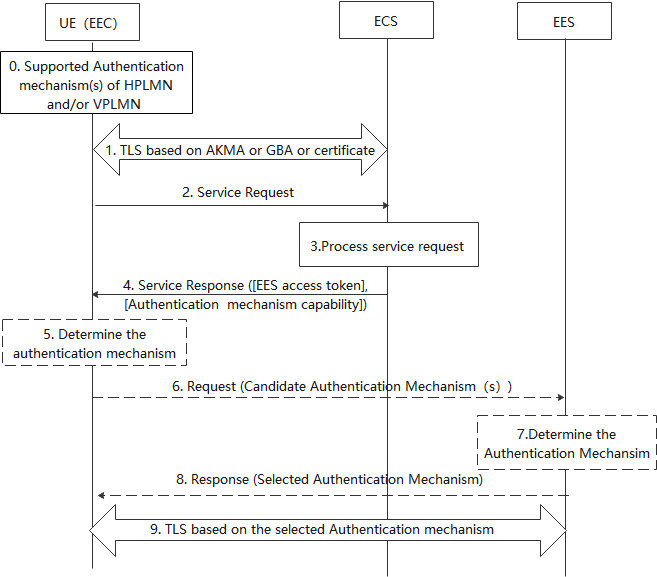 UE（EEC）
ECS
EES
0. Supported Authentication
mechanism(s) of HPLMN
and/or VPLMN
1. TLS based on AKMA or GBA or certificate
2. Service Request
3.Process service request
4. Service Response ([EES access token],
[Authentication mechanism capability])
5. Determine the
authentication mechanism
6. Request (Candidate Authentication Mechanism（s）)
7.Determine the
Authentication Mechansim
8. Response (Selected Authentication Mechanism)
9. TLS based on the selected Authentication mechanism